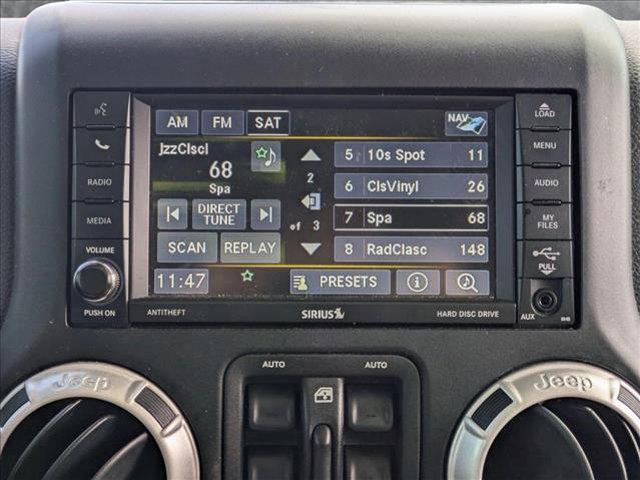 AM FM SAT NAV
JzzClscl
68
Spa
DIRECT
TUNE
SCAN REPLAY
11:47
2
of 3
5 10s Spot 11
6 ClsVinyl 26
7 Spa 68
8 RadClasc 148
PRESETS
RADIO
MEDIA
VOLUME
PUSH ON
LOAD
MENU
AUDIO
MY
FILES
PULL
AUX
ANTITHEFT SIRIUS HARD DISC DRIVE
AUTO AUTO
Jeep Jeep